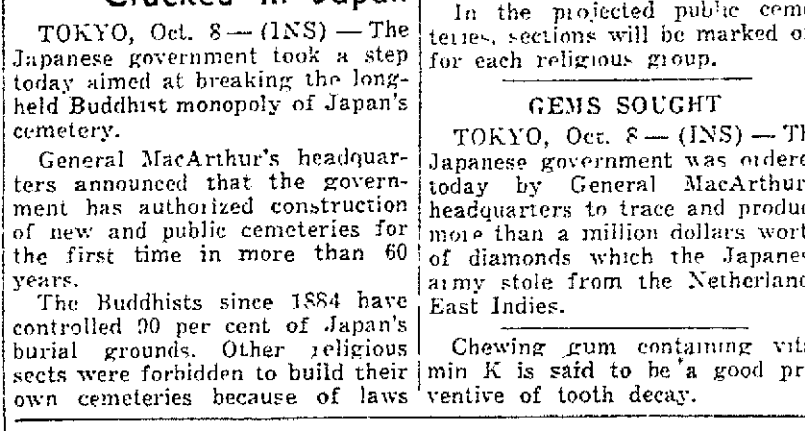 Cracked in Japan
TOKYO, Oct. 8 — (INS) — The
Japanese government took a step
today aimed at breaking the long-
held Buddhist monopoly of Japan's
cemetery.
General MacArthur's headquar-
ters announced that the govern-
ment has authorized construction
of new and public cemeteries for
the first time in more than 60
years.
The Buddhists since 1884 have
controlled 90 per cent of Japan's
burial grounds. Other religious
sects were forbidden to build their
own cemeteries because of laws
In the projected public ceme
teries, sections will be marked o
for each religious group.
GEMS SOUGHT
TOKYO, Oct. 8 — (INS) — Th
Japanese government was ordere
today by General MacArthur
headquarters to trace and produc
more than a million dollars wort
of diamonds which the Japanes
army stole from the Netherland
East Indies.
Chewing gum containing vita
min K is said to be a good pr
ventive of tooth decay.